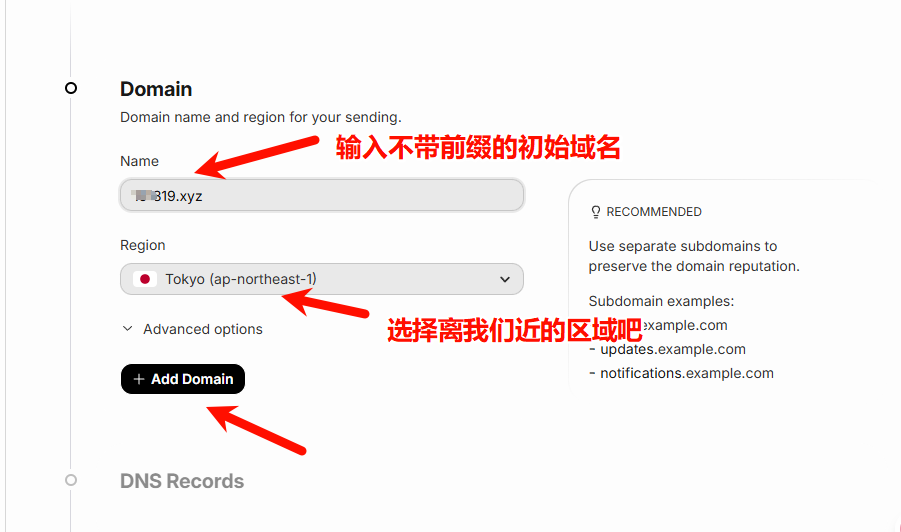 Domain
Domain name and region for your sending.
输入不带前缀的初始域名
Name
319.xyz
RECOMMENDED
Use separate subdomains to
preserve the domain reputation.
Region
Tokyo (ap-northeast-1)
Subdomain examples:
选择离我们近的区域吧
example.com
Advanced options
- updates.example.com
- notifications.example.com
+ Add Domain
DNS Records